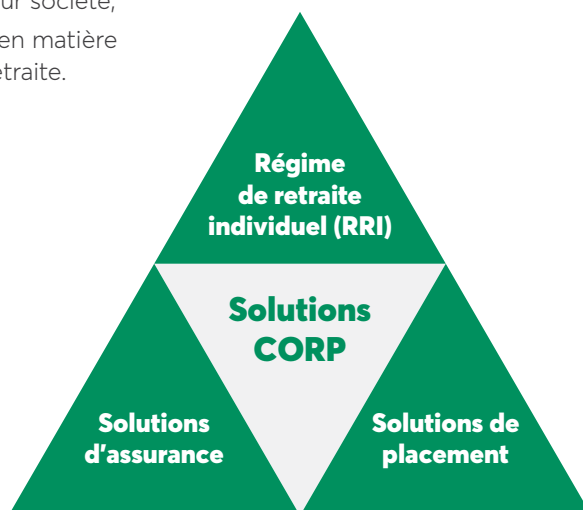 ur société,
en matière
etraite.
Régime
de retraite
individuel (RRI)
Solutions
CORP
Solutions
d'assurance
Solutions de
placement